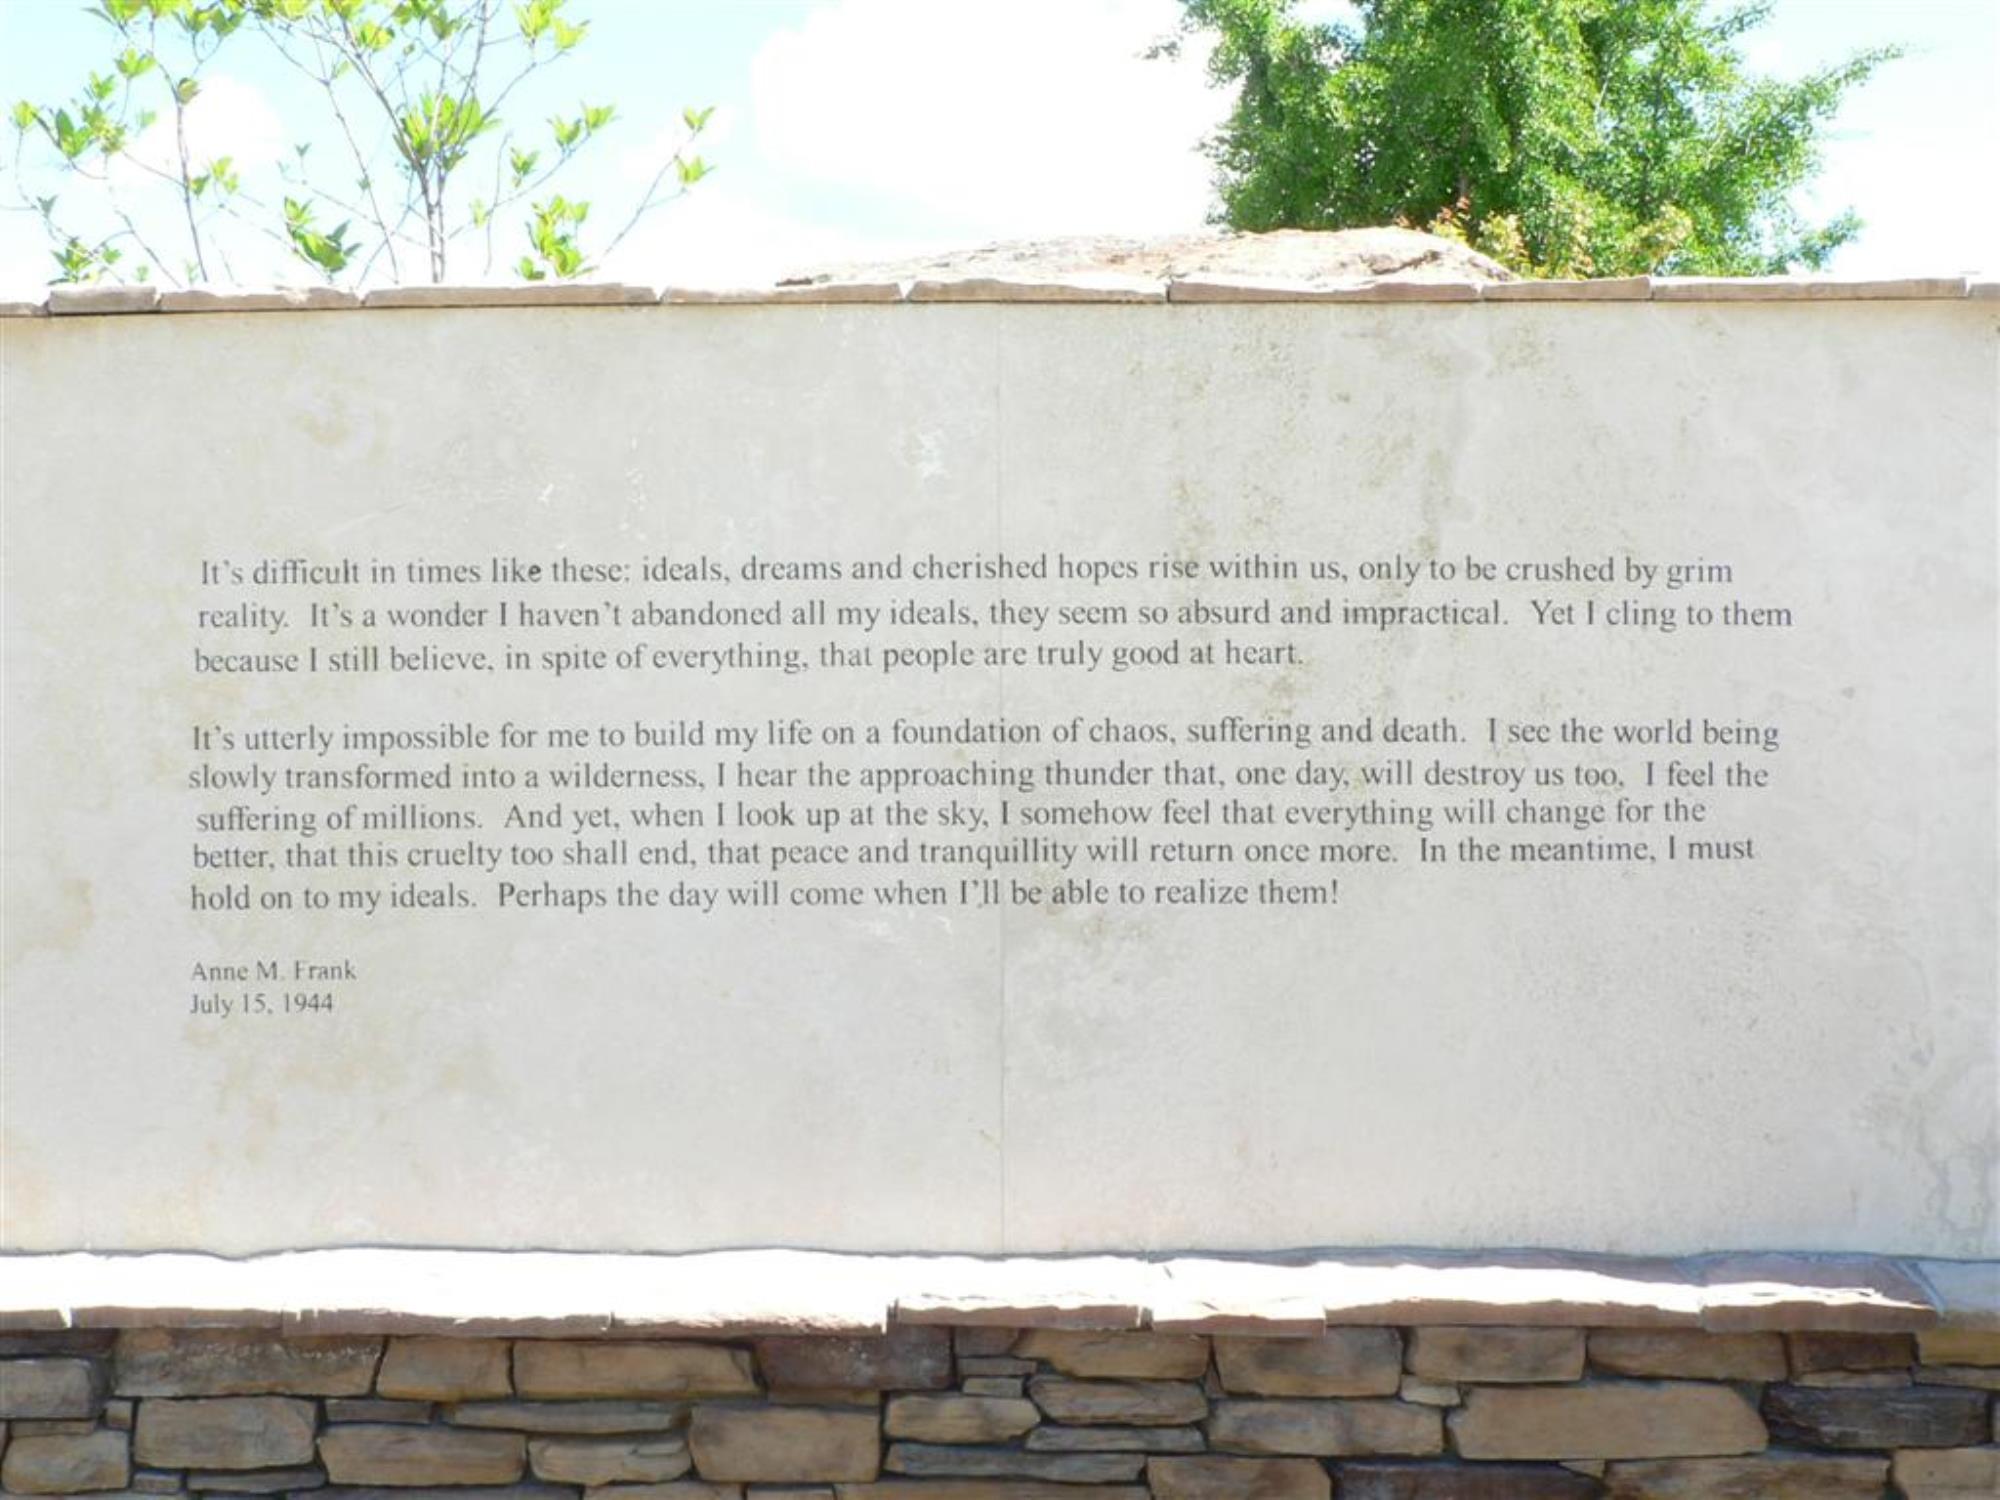 It's difficult in times like these: ideals, dreams and cherished hopes rise within us, only to be crushed by grim
reality. It's a wonder I haven't abandoned all my ideals, they seem so absurd and impractical. Yet I cling to them
because I still believe, in spite of everything, that people are truly good at heart.
It's utterly impossible for me to build my life on a foundation of chaos, suffering and death. I see the world being
slowly transformed into a wilderness, I hear the approaching thunder that, one day, will destroy us too, I feel the
suffering of millions. And yet, when I look up at the sky, I somehow feel that everything will change for the
better, that this cruelty too shall end, that peace and tranquillity will return once more. In the meantime, I must
hold on to my ideals. Perhaps the day will come when I'll be able to realize them!
Anne M. Frank
July 15, 1944